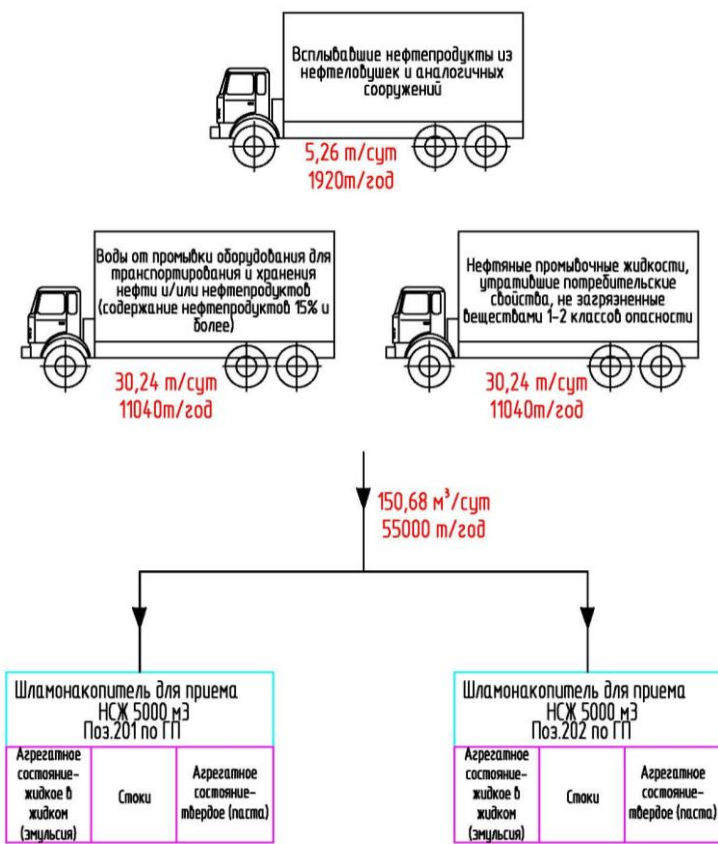 Всплывавшие нефтепродукты из
нефтеловушек и аналогичных
сооружений
5,26 т/сут
1920т/год
Воды от промывки оборудования для
транспортирования и хранения
нефти и/или нефтепродуктов
(содержание нефтепродуктов 15% и
более)
30,24 т/сут
11040т/год
Нефтяные промывочные жидкости,
утратившие потребительские
свойства, не загрязненные
веществами 1-2 классов опасности
30,24 т/сут
11040т/год
150,68 м³/сут
55000 т/год
Шламонакопитель для приема
НСЖ 5000 м3
Поз.201 по ГП
Агрегатное
состояние-
жидкое в
жидком
(эмульсия)
Стоки
Агрегатное
состояние-
твердое (паста)
Шламонакопитель для приема
НСЖ 5000 м3
Поз.202 по ГП
Агрегатное
состояние-
жидкое в
жидком
(эмульсия)
Стоки
Агрегатное
состояние-
твердое (паста)